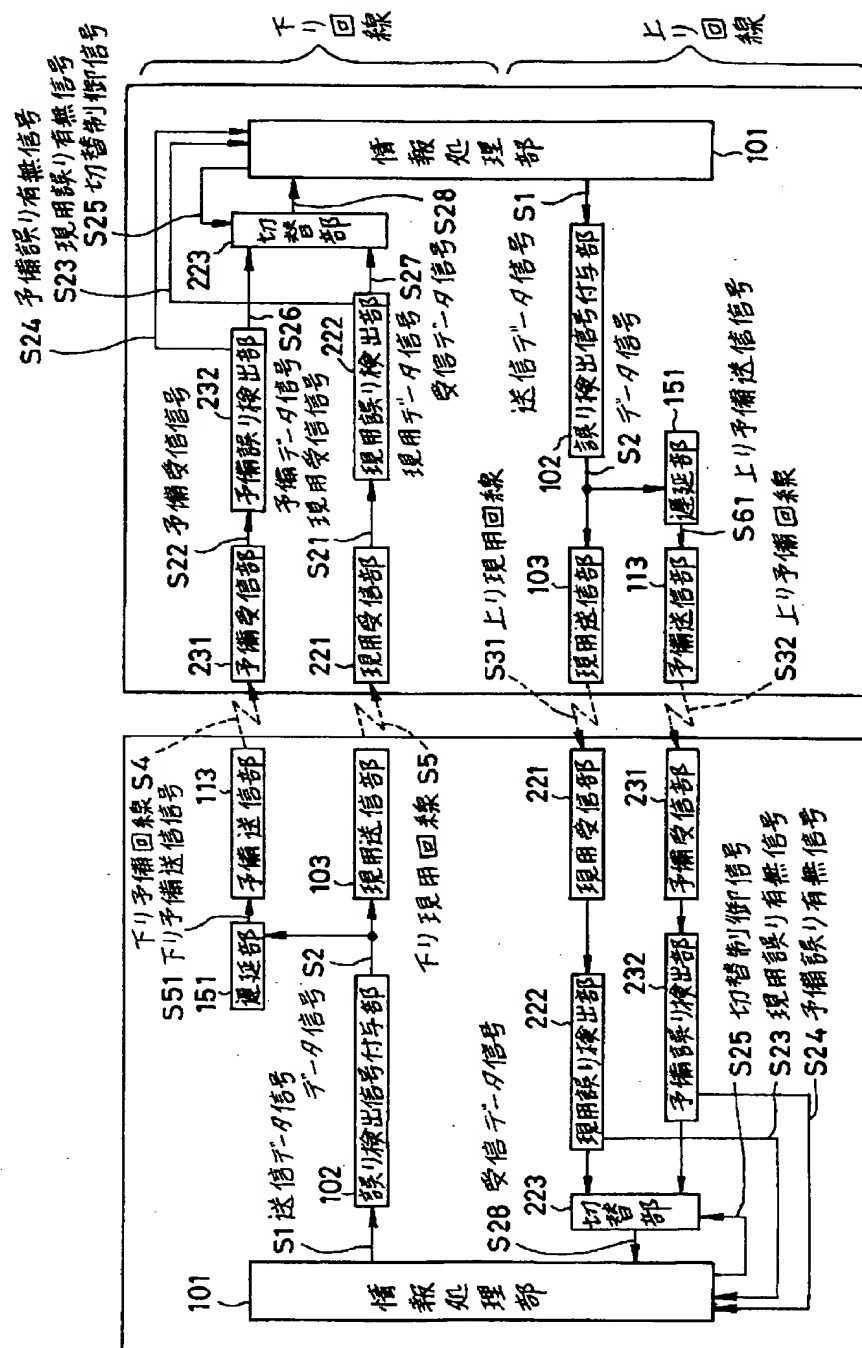 下り回線
上り回線
S24 予備誤り有無信号
S23 現用誤り有無信号
S25 切替制御信号
情報処理部
101
223
切替部
S28 受信データ信号
S27 現用データ信号
S26 予備データ信号
232
予備誤り検出部
S22 予備受信信号
231
予備受信部
222
現用誤り検出部
S21 現用受信信号
221
現用受信部
S1 送信データ信号
誤り検出信号付与部
102
S2 データ信号
151
遅延部
S61 上り予備送信信号
103
現用送信部
113
予備送信部
S31 上り現用回線
S32 上り予備回線
下り予備回線 S4
下り現用回線 S5
S51 下り予備送信信号
113
予備送信部
151
遅延部
103
現用送信部
データ信号 S2
102
誤り検出信号付与部
S1 送信データ信号
101
情報処理部
221
現用受信部
231
予備受信部
222
現用誤り検出部
232
予備誤り検出部
223
切替部
S28 受信データ信号
S25 切替制御信号
S23 現用誤り有無信号
S24 予備誤り有無信号